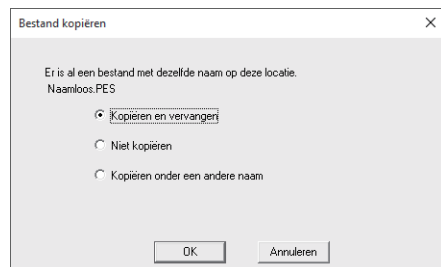 Bestand kopiëren
Er is al een bestand met dezelfde naam op deze locatie.
Naamloos.PES
Kopiëren en vervangen
Niet kopiëren
Kopiëren onder een andere naam
OK
Annuleren